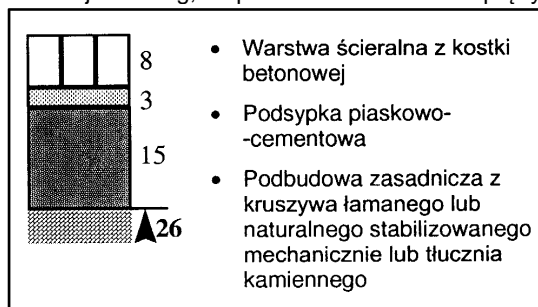 8
3
15
26
• Warstwa ścieralna z kostki
betonowej
• Podsypka piaskowo-
-cementowa
• Podbudowa zasadnicza z
kruszywa łamanego lub
naturalnego stabilizowanego
mechanicznie lub tłucznia
kamiennego